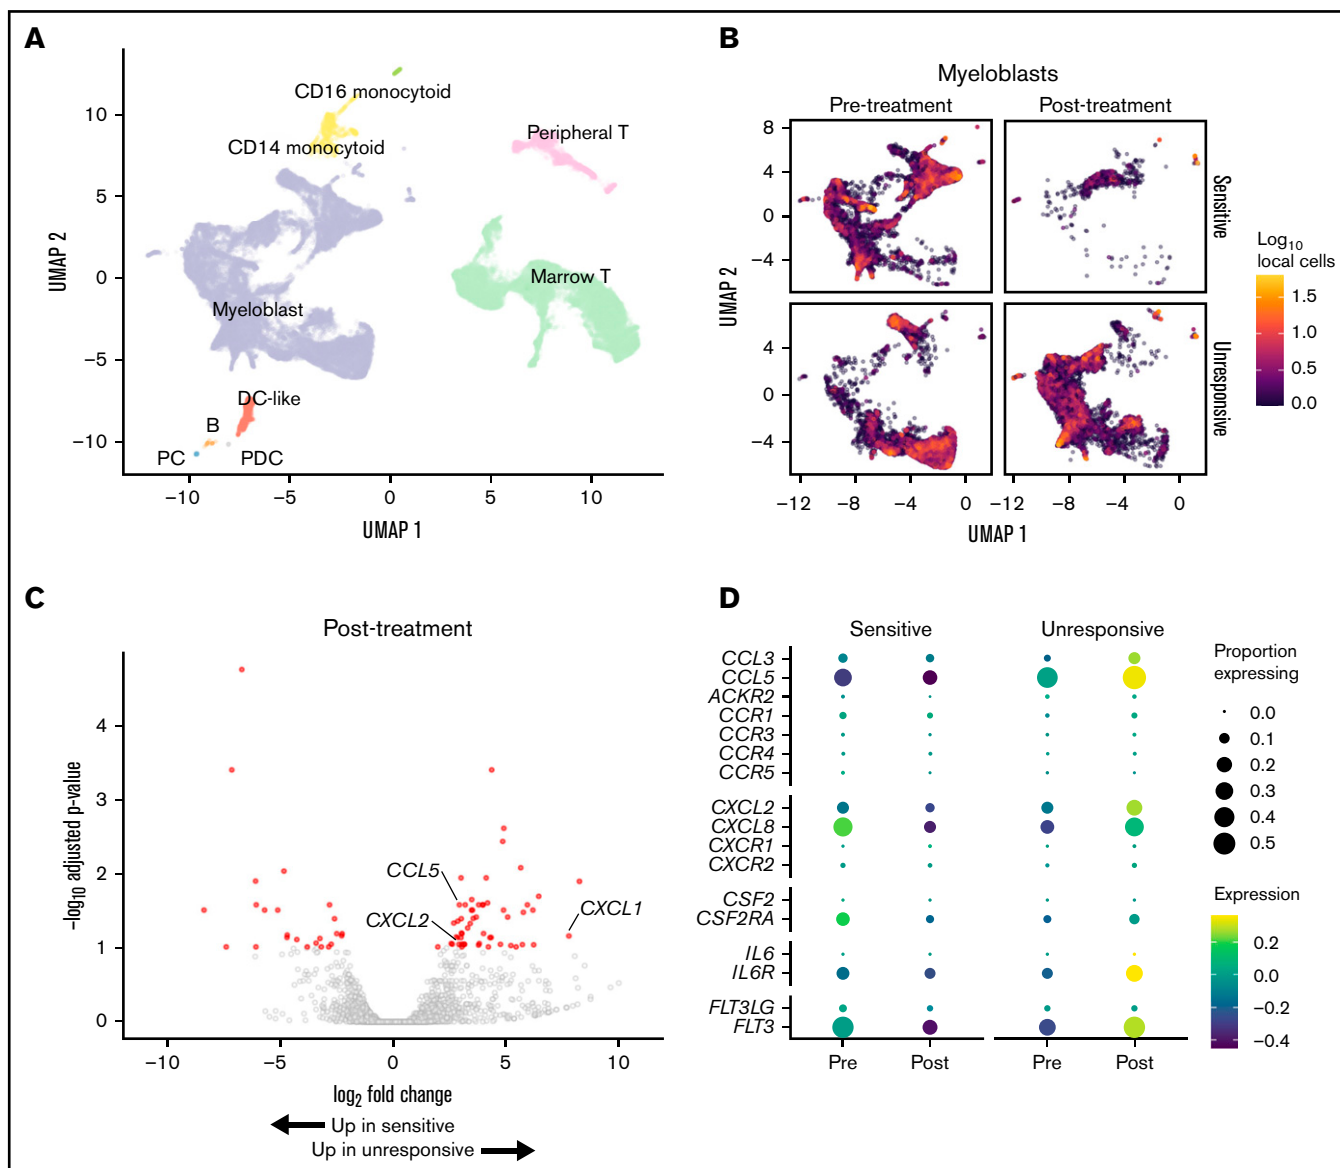 A
CD16 monocytoid
CD14 monocytoid
Peripheral T
Marrow T
Myeloblast
DC-like
B
PC
PDC
10
5
0
−5
−10
UMAP 2
−10
−5
0
5
10
UMAP 1
B
Myeloblasts
Pre-treatment
Post-treatment
8
4
0
−4
Sensitive
4
0
−4
Unresponsive
UMAP 2
−12
−8
−4
0
−12
−8
−4
0
UMAP 1
Log10
local cells
1.5
1.0
0.5
0.0
C
Post-treatment
4
3
2
1
0
-log10 adjusted p-value
CCL5
CXCL2
CXCL1
−10
−5
0
5
10
log2 fold change
Up in sensitive
Up in unresponsive
D
Sensitive
Unresponsive
CCL3
CCL5
ACKR2
CCR1
CCR3
CCR4
CCR5
CXCL2
CXCL8
CXCR1
CXCR2
CSF2
CSF2RA
IL6
IL6R
FLT3LG
FLT3
Pre
Post
Pre
Post
Proportion
expressing
0.0
0.1
0.2
0.3
0.4
0.5
Expression
0.2
0.0
−0.2
−0.4